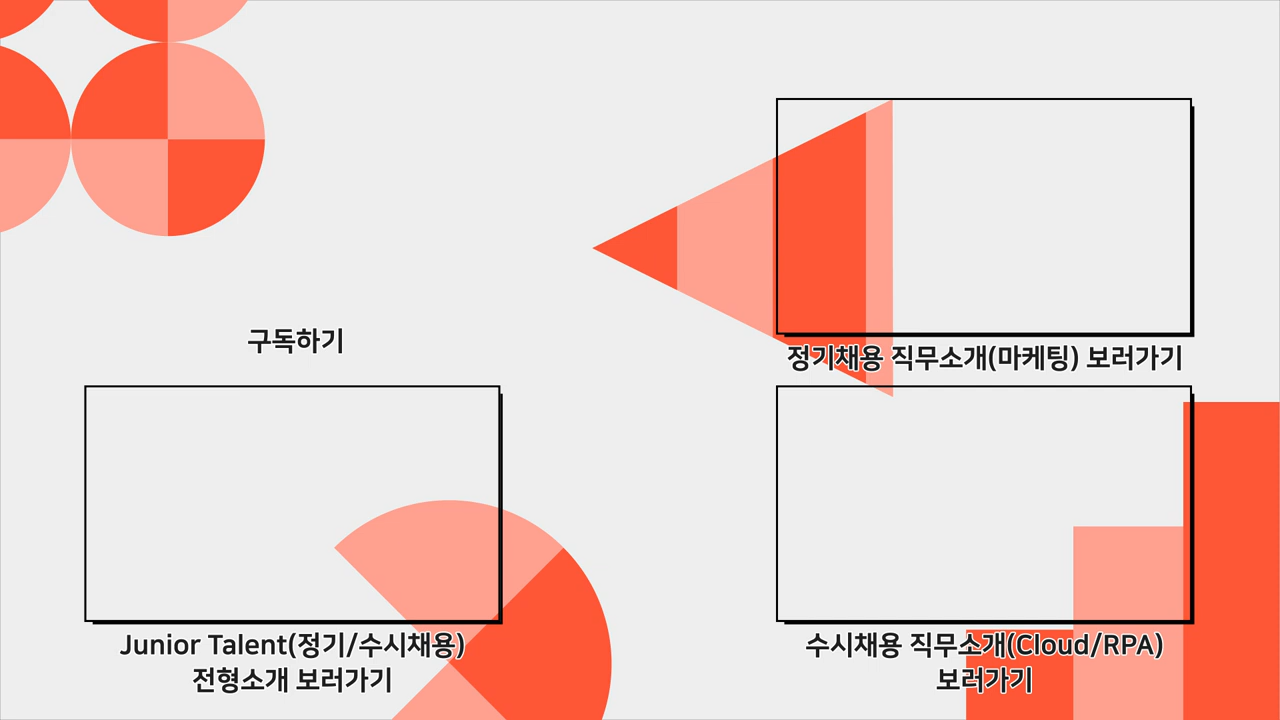 구독하기
정기채용 직무소개(마케팅) 보러가기
Junior Talent(정기/수시채용)
전형소개 보러가기
수시채용 직무소개(Cloud/RPA)
보러가기